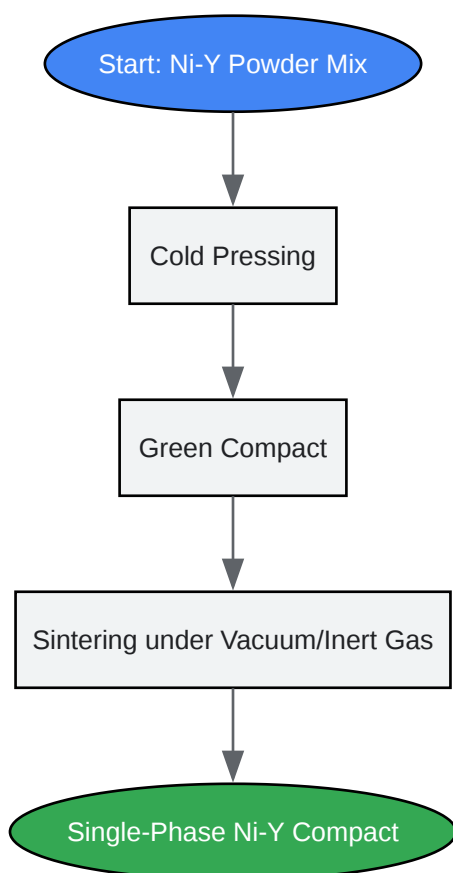 Start: Ni-Y Powder Mix
Cold Pressing
Green Compact
Sintering under Vacuum/Inert Gas
Single-Phase Ni-Y Compact